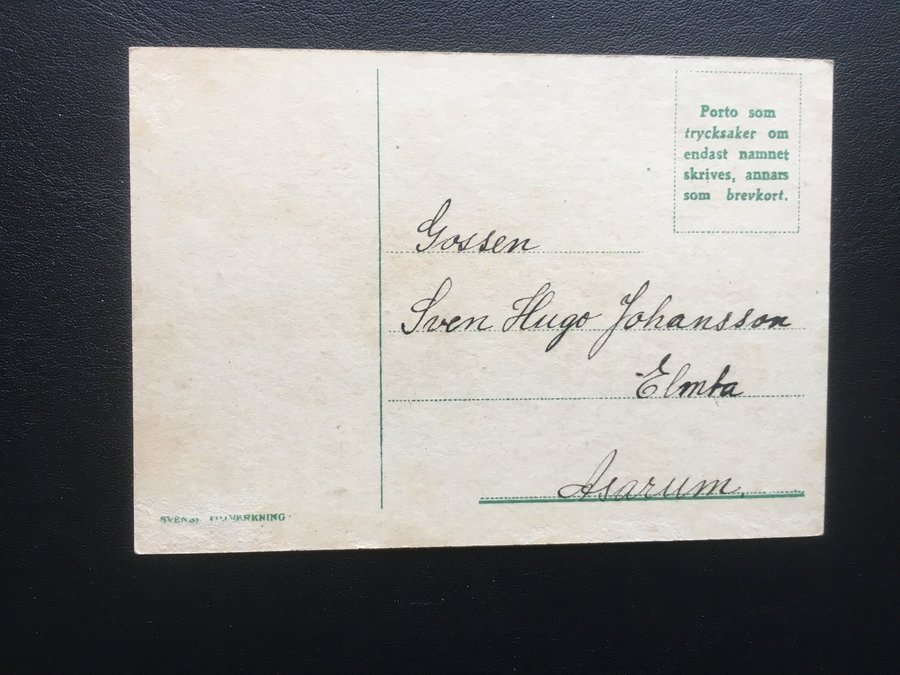 Porto som
trycksaker om
endast namnet
skrives, annars
som brevkort.
Gossen
Sven Hugo Johansson
Elmta
Asarum.